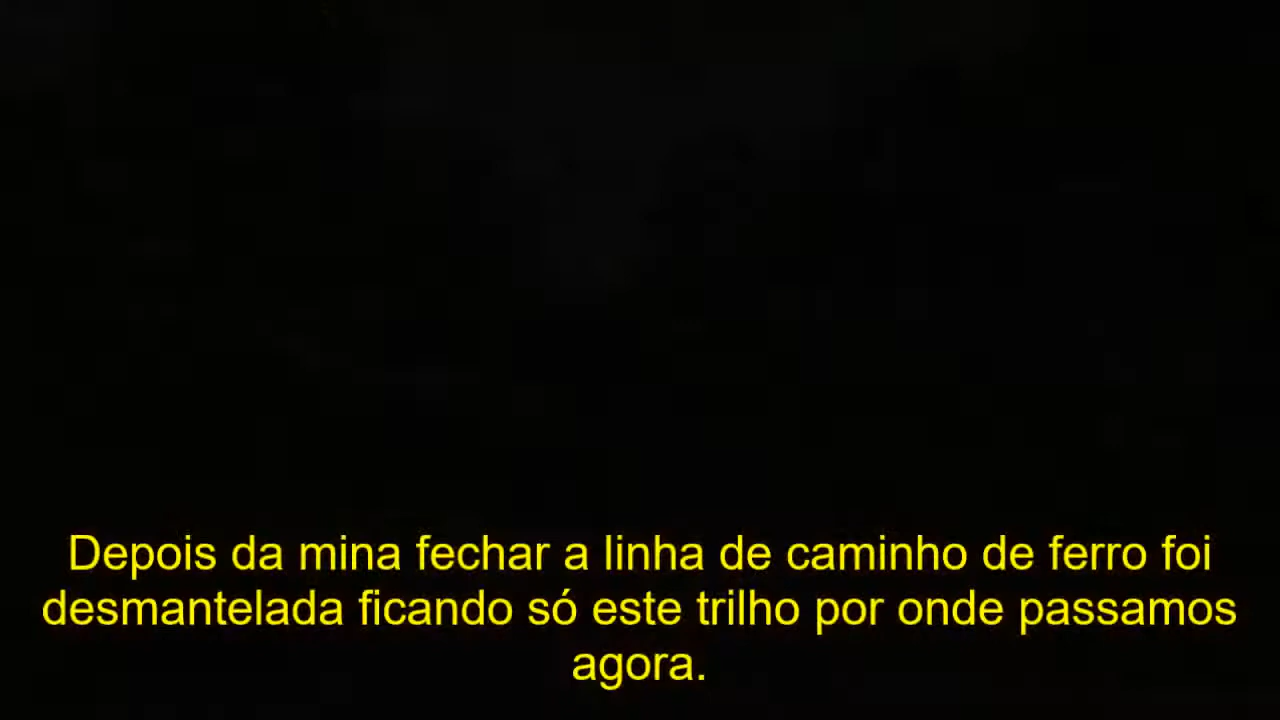 Depois da mina fechar a linha de caminho de ferro foi
desmantelada ficando só este trilho por onde passamos
agora.